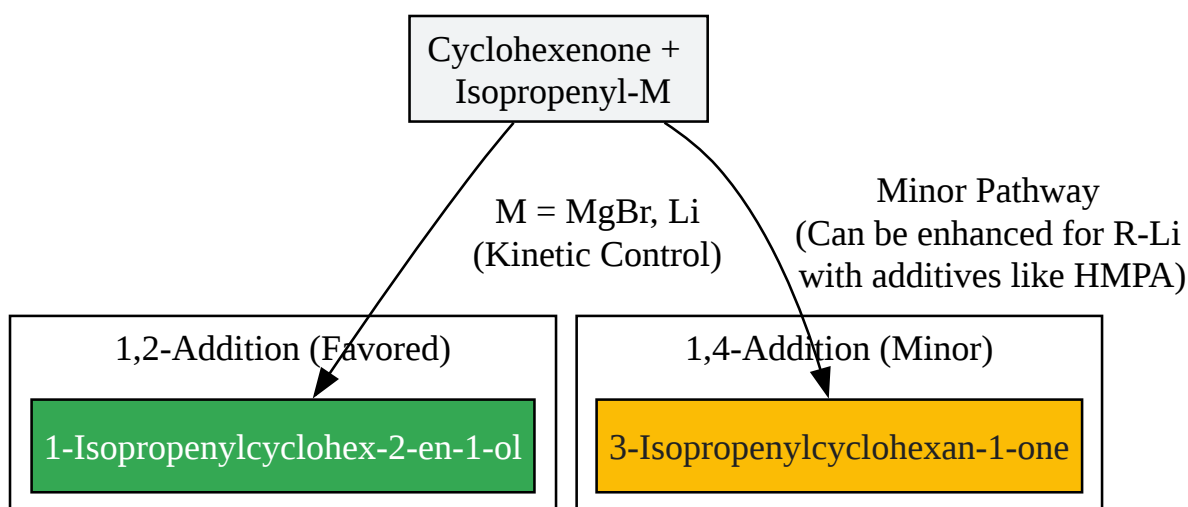 Cyclohexenone +
Isopropenyl-M
M = MgBr, Li
(Kinetic Control)
Minor Pathway
(Can be enhanced for R-Li
with additives like HMPA)
1,2-Addition (Favored)
1,4-Addition (Minor)
1-Isopropenylcyclohex-2-en-1-ol
3-Isopropenylcyclohexan-1-one